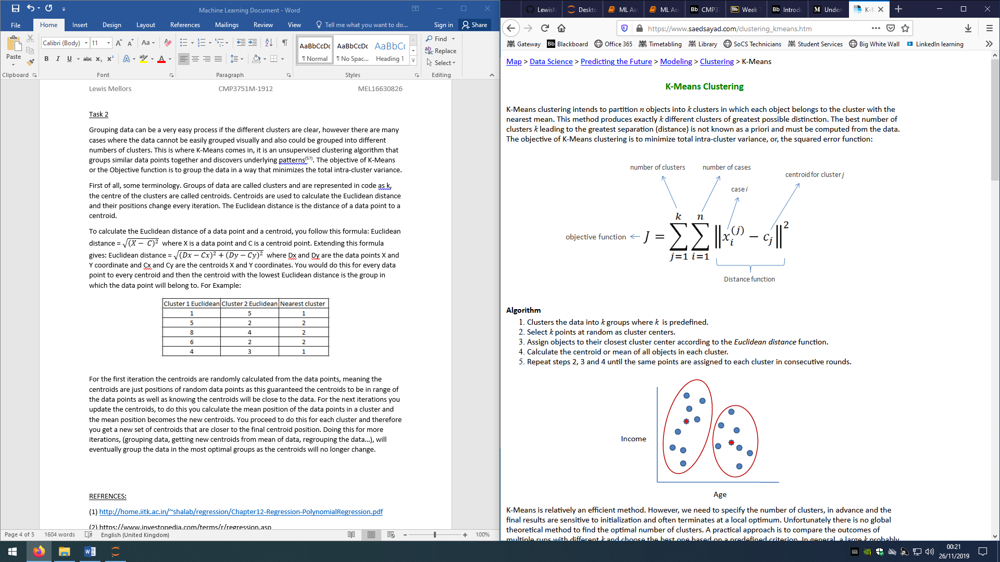 Machine Learning Document - Word
File Home Insert Design Layout References Mailings Review View Tell me what you want to do... Sign in Share
Calibri (Body) 11
Paste
Find
Replace
Select
AaBbCcDc AaBbCcDc AaBbCc
¶ Normal ¶ No Spac... Heading 1
Clipboard Font Paragraph Styles Editing
Lewis Mellors CMP3751M-1912 MEL16630826
Task 2
Grouping data can be a very easy process if the different clusters are clear, however there are many
cases where the data cannot be easily grouped visually and also could be grouped into different
numbers of clusters. This is where K-Means comes in, it is an unsupervised clustering algorithm that
groups similar data points together and discovers underlying patterns(5?). The objective of K-Means
or the Objective function is to group the data in a way that minimizes the total intra-cluster variance.
First of all, some terminology. Groups of data are called clusters and are represented in code as k,
the centre of the clusters are called centroids. Centroids are used to calculate the Euclidean distance
and their positions change every iteration. The Euclidean distance is the distance of a data point to a
centroid.
To calculate the Euclidean distance of a data point and a centroid, you follow this formula: Euclidean
distance = √(X − C)² where X is a data point and C is a centroid point. Extending this formula
gives: Euclidean distance = √(Dx − Cx)² + (Dy − Cy)² where Dx and Dy are the data points X and
Y coordinate and Cx and Cy are the centroids X and Y coordinates. You would do this for every data
point to every centroid and then the centroid with the lowest Euclidean distance is the group in
which the data point will belong to. For Example:
Cluster 1 Euclidean Cluster 2 Euclidean Nearest cluster
1 5 1
5 2 2
8 4 2
6 2 2
4 3 1
For the first iteration the centroids are randomly calculated from the data points, meaning the
centroids are just positions of random data points as this guaranteed the centroids to be in range of
the data points as well as knowing the centroids will be close to the data. For the next iterations you
update the centroids, to do this you calculate the mean position of the data points in a cluster and
the mean position becomes the new centroids. You proceed to do this for each cluster and therefore
you get a new set of centroids that are closer to the final centroid position. Doing this for more
iterations, (grouping data, getting new centroids from mean of data, regrouping the data...), will
eventually group the data in the most optimal groups as the centroids will no longer change.
REFRENCES:
(1) http://home.iitk.ac.in/~shalab/regression/Chapter12-Regression-PolynomialRegression.pdf
(2) https://www.investopedia.com/terms/r/regression.asp
Page 4 of 5 1604 words English (United Kingdom) 100%
Lewis Deskto ML As ML As CMP37 Week 7 Introdu Unders K-M
https://www.saedsayad.com/clustering_kmeans.htm
Gateway Blackboard Office 365 Timetabling Library SoCS Technicians Student Services Big White Wall LinkedIn learning
Map > Data Science > Predicting the Future > Modeling > Clustering > K-Means
K-Means Clustering
K-Means clustering intends to partition n objects into k clusters in which each object belongs to the cluster with the
nearest mean. This method produces exactly k different clusters of greatest possible distinction. The best number of
clusters k leading to the greatest separation (distance) is not known as a priori and must be computed from the data.
The objective of K-Means clustering is to minimize total intra-cluster variance, or, the squared error function:
number of clusters number of cases
centroid for cluster j
case i
k n
objective function ← J = ∑ ∑ ‖xᵢ⁽ʲ⁾ − cⱼ‖²
j=1 i=1
Distance function
Algorithm
1. Clusters the data into k groups where k is predefined.
2. Select k points at random as cluster centers.
3. Assign objects to their closest cluster center according to the Euclidean distance function.
4. Calculate the centroid or mean of all objects in each cluster.
5. Repeat steps 2, 3 and 4 until the same points are assigned to each cluster in consecutive rounds.
Income
Age
K-Means is relatively an efficient method. However, we need to specify the number of clusters, in advance and the
final results are sensitive to initialization and often terminates at a local optimum. Unfortunately there is no global
theoretical method to find the optimal number of clusters. A practical approach is to compare the outcomes of
multiple runs with different k and choose the best one based on a predefined criterion. In general, a large k probably
00:21
26/11/2019